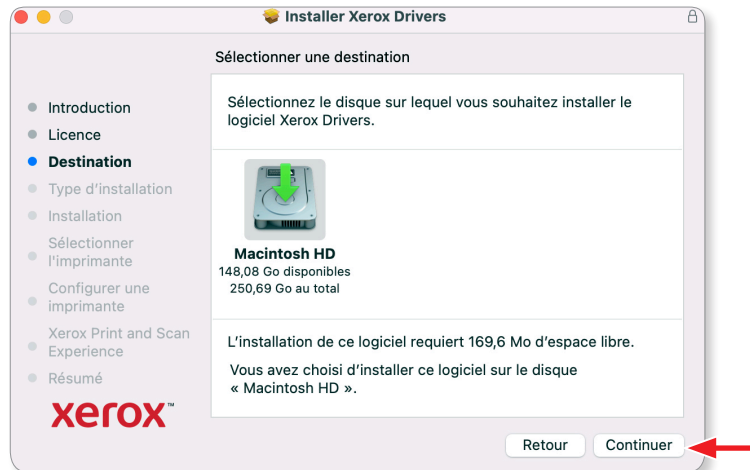 Installer Xerox Drivers
Sélectionner une destination
Introduction
Licence
Destination
Type d'installation
Installation
Sélectionner
l'imprimante
Configurer une
imprimante
Xerox Print and Scan
Experience
Résumé
xerox™
Sélectionnez le disque sur lequel vous souhaitez installer le
logiciel Xerox Drivers.
Macintosh HD
148,08 Go disponibles
250,69 Go au total
L'installation de ce logiciel requiert 169,6 Mo d'espace libre.
Vous avez choisi d'installer ce logiciel sur le disque
« Macintosh HD ».
Retour
Continuer